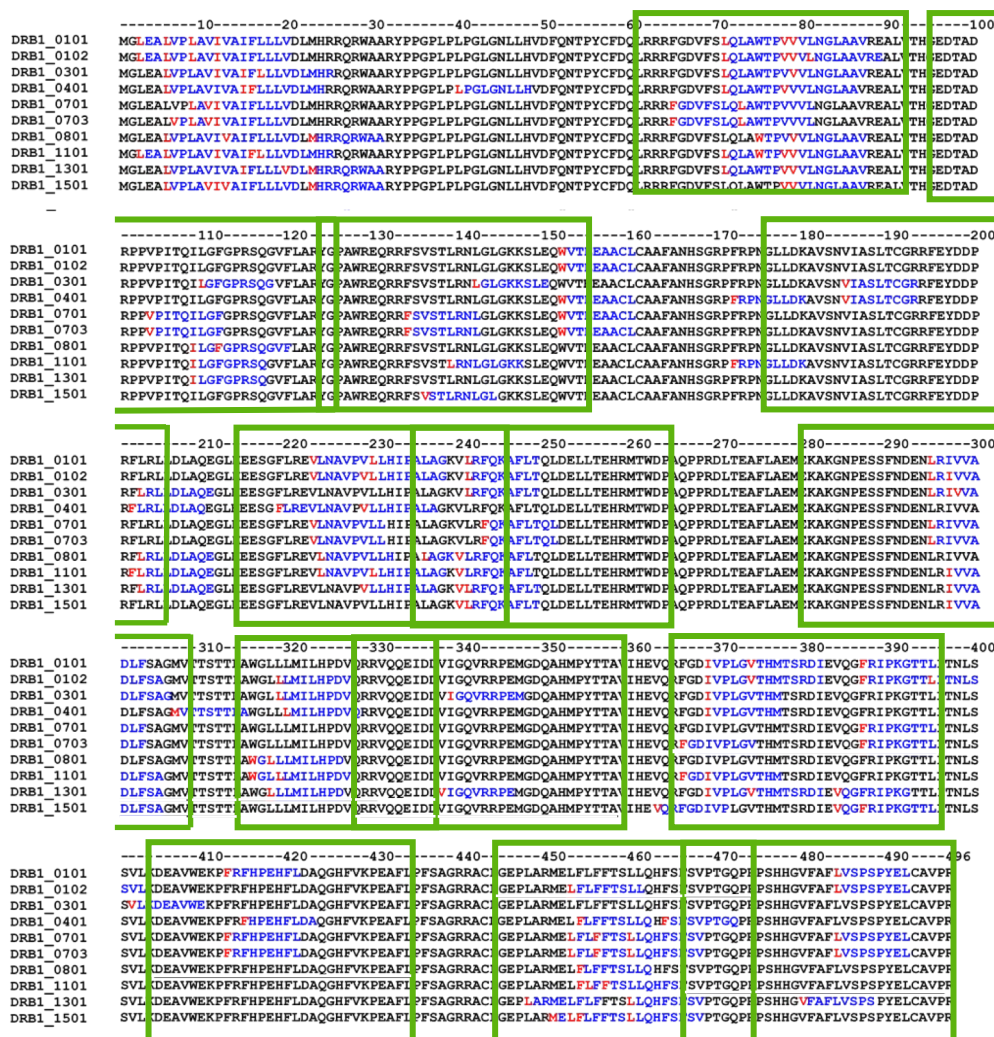 ---------10--------20--------30--------40--------50--------60--------70--------80--------90-------100
DRB1_0101 MGLEALVPLAVIVAIFLLLVDLMHRRQRWAARYPPGPLPLPGLGNLLHVDFQNTPYCFDQLRRRFGDVFSLQLAWTPVVVLNGLAAVREALVTHGEDTAD
DRB1_0102 MGLEALVPLAVIVAIFLLLVDLMHRRQRWAARYPPGPLPLPGLGNLLHVDFQNTPYCFDQLRRRFGDVFSLQLAWTPVVVLNGLAAVREALVTHGEDTAD
DRB1_0301 MGLEALVPLAVIVAIFLLLVDLMHRRQRWAARYPPGPLPLPGLGNLLHVDFQNTPYCFDQLRRRFGDVFSLQLAWTPVVVLNGLAAVREALVTHGEDTAD
DRB1_0401 MGLEALVPLAVIVAIFLLLVDLMHRRQRWAARYPPGPLPLPGLGNLLHVDFQNTPYCFDQLRRRFGDVFSLQLAWTPVVVLNGLAAVREALVTHGEDTAD
DRB1_0701 MGLEALVPLAVIVAIFLLLVDLMHRRQRWAARYPPGPLPLPGLGNLLHVDFQNTPYCFDQLRRRFGDVFSLQLAWTPVVVLNGLAAVREALVTHGEDTAD
DRB1_0703 MGLEALVPLAVIVAIFLLLVDLMHRRQRWAARYPPGPLPLPGLGNLLHVDFQNTPYCFDQLRRRFGDVFSLQLAWTPVVVLNGLAAVREALVTHGEDTAD
DRB1_0801 MGLEALVPLAVIVAIFLLLVDLMHRRQRWAARYPPGPLPLPGLGNLLHVDFQNTPYCFDQLRRRFGDVFSLQLAWTPVVVLNGLAAVREALVTHGEDTAD
DRB1_1101 MGLEALVPLAVIVAIFLLLVDLMHRRQRWAARYPPGPLPLPGLGNLLHVDFQNTPYCFDQLRRRFGDVFSLQLAWTPVVVLNGLAAVREALVTHGEDTAD
DRB1_1301 MGLEALVPLAVIVAIFLLLVDLMHRRQRWAARYPPGPLPLPGLGNLLHVDFQNTPYCFDQLRRRFGDVFSLQLAWTPVVVLNGLAAVREALVTHGEDTAD
DRB1_1501 MGLEALVPLAVIVAIFLLLVDLMHRRQRWAARYPPGPLPLPGLGNLLHVDFQNTPYCFDQLRRRFGDVFSLQLAWTPVVVLNGLAAVREALVTHGEDTAD
--------110-------120-------130-------140-------150-------160-------170-------180-------190-------200
DRB1_0101 RPPVPITQILGFGPRSQGVFLARYGPAWREQRRFSVSTLRNLGLGKKSLEQWVTEEAACLCAAFANHSGRPFRPNGLLDKAVSNVIASLTCGRRFEYDDP
DRB1_0102 RPPVPITQILGFGPRSQGVFLARYGPAWREQRRFSVSTLRNLGLGKKSLEQWVTEEAACLCAAFANHSGRPFRPNGLLDKAVSNVIASLTCGRRFEYDDP
DRB1_0301 RPPVPITQILGFGPRSQGVFLARYGPAWREQRRFSVSTLRNLGLGKKSLEQWVTEEAACLCAAFANHSGRPFRPNGLLDKAVSNVIASLTCGRRFEYDDP
DRB1_0401 RPPVPITQILGFGPRSQGVFLARYGPAWREQRRFSVSTLRNLGLGKKSLEQWVTEEAACLCAAFANHSGRPFRPNGLLDKAVSNVIASLTCGRRFEYDDP
DRB1_0701 RPPVPITQILGFGPRSQGVFLARYGPAWREQRRFSVSTLRNLGLGKKSLEQWVTEEAACLCAAFANHSGRPFRPNGLLDKAVSNVIASLTCGRRFEYDDP
DRB1_0703 RPPVPITQILGFGPRSQGVFLARYGPAWREQRRFSVSTLRNLGLGKKSLEQWVTEEAACLCAAFANHSGRPFRPNGLLDKAVSNVIASLTCGRRFEYDDP
DRB1_0801 RPPVPITQILGFGPRSQGVFLARYGPAWREQRRFSVSTLRNLGLGKKSLEQWVTEEAACLCAAFANHSGRPFRPNGLLDKAVSNVIASLTCGRRFEYDDP
DRB1_1101 RPPVPITQILGFGPRSQGVFLARYGPAWREQRRFSVSTLRNLGLGKKSLEQWVTEEAACLCAAFANHSGRPFRPNGLLDKAVSNVIASLTCGRRFEYDDP
DRB1_1301 RPPVPITQILGFGPRSQGVFLARYGPAWREQRRFSVSTLRNLGLGKKSLEQWVTEEAACLCAAFANHSGRPFRPNGLLDKAVSNVIASLTCGRRFEYDDP
DRB1_1501 RPPVPITQILGFGPRSQGVFLARYGPAWREQRRFSVSTLRNLGLGKKSLEQWVTEEAACLCAAFANHSGRPFRPNGLLDKAVSNVIASLTCGRRFEYDDP
--------210-------220-------230-------240-------250-------260-------270-------280-------290-------300
DRB1_0101 RFLRLLDLAQEGLKEESGFLREVLNAVPVLLHIPALAGKVLRFQKAFLTQLDELLTEHRMTWDPAQPPRDLTEAFLAEMEKAKGNPESSFNDENLRIVVA
DRB1_0102 RFLRLLDLAQEGLKEESGFLREVLNAVPVLLHIPALAGKVLRFQKAFLTQLDELLTEHRMTWDPAQPPRDLTEAFLAEMEKAKGNPESSFNDENLRIVVA
DRB1_0301 RFLRLLDLAQEGLKEESGFLREVLNAVPVLLHIPALAGKVLRFQKAFLTQLDELLTEHRMTWDPAQPPRDLTEAFLAEMEKAKGNPESSFNDENLRIVVA
DRB1_0401 RFLRLLDLAQEGLKEESGFLREVLNAVPVLLHIPALAGKVLRFQKAFLTQLDELLTEHRMTWDPAQPPRDLTEAFLAEMEKAKGNPESSFNDENLRIVVA
DRB1_0701 RFLRLLDLAQEGLKEESGFLREVLNAVPVLLHIPALAGKVLRFQKAFLTQLDELLTEHRMTWDPAQPPRDLTEAFLAEMEKAKGNPESSFNDENLRIVVA
DRB1_0703 RFLRLLDLAQEGLKEESGFLREVLNAVPVLLHIPALAGKVLRFQKAFLTQLDELLTEHRMTWDPAQPPRDLTEAFLAEMEKAKGNPESSFNDENLRIVVA
DRB1_0801 RFLRLLDLAQEGLKEESGFLREVLNAVPVLLHIPALAGKVLRFQKAFLTQLDELLTEHRMTWDPAQPPRDLTEAFLAEMEKAKGNPESSFNDENLRIVVA
DRB1_1101 RFLRLLDLAQEGLKEESGFLREVLNAVPVLLHIPALAGKVLRFQKAFLTQLDELLTEHRMTWDPAQPPRDLTEAFLAEMEKAKGNPESSFNDENLRIVVA
DRB1_1301 RFLRLLDLAQEGLKEESGFLREVLNAVPVLLHIPALAGKVLRFQKAFLTQLDELLTEHRMTWDPAQPPRDLTEAFLAEMEKAKGNPESSFNDENLRIVVA
DRB1_1501 RFLRLLDLAQEGLKEESGFLREVLNAVPVLLHIPALAGKVLRFQKAFLTQLDELLTEHRMTWDPAQPPRDLTEAFLAEMEKAKGNPESSFNDENLRIVVA
--------310-------320-------330-------340-------350-------360-------370-------380-------390-------400
DRB1_0101 DLFSAGMVTTSTTLAWGLLLMILHPDVQRRVQQEIDDVIGQVRRPEMGDQAHMPYTTAVIHEVQRFGDIVPLGVTHMTSRDIEVQGFRIPKGTTLITNLS
DRB1_0102 DLFSAGMVTTSTTLAWGLLLMILHPDVQRRVQQEIDDVIGQVRRPEMGDQAHMPYTTAVIHEVQRFGDIVPLGVTHMTSRDIEVQGFRIPKGTTLITNLS
DRB1_0301 DLFSAGMVTTSTTLAWGLLLMILHPDVQRRVQQEIDDVIGQVRRPEMGDQAHMPYTTAVIHEVQRFGDIVPLGVTHMTSRDIEVQGFRIPKGTTLITNLS
DRB1_0401 DLFSAGMVTTSTTLAWGLLLMILHPDVQRRVQQEIDDVIGQVRRPEMGDQAHMPYTTAVIHEVQRFGDIVPLGVTHMTSRDIEVQGFRIPKGTTLITNLS
DRB1_0701 DLFSAGMVTTSTTLAWGLLLMILHPDVQRRVQQEIDDVIGQVRRPEMGDQAHMPYTTAVIHEVQRFGDIVPLGVTHMTSRDIEVQGFRIPKGTTLITNLS
DRB1_0703 DLFSAGMVTTSTTLAWGLLLMILHPDVQRRVQQEIDDVIGQVRRPEMGDQAHMPYTTAVIHEVQRFGDIVPLGVTHMTSRDIEVQGFRIPKGTTLITNLS
DRB1_0801 DLFSAGMVTTSTTLAWGLLLMILHPDVQRRVQQEIDDVIGQVRRPEMGDQAHMPYTTAVIHEVQRFGDIVPLGVTHMTSRDIEVQGFRIPKGTTLITNLS
DRB1_1101 DLFSAGMVTTSTTLAWGLLLMILHPDVQRRVQQEIDDVIGQVRRPEMGDQAHMPYTTAVIHEVQRFGDIVPLGVTHMTSRDIEVQGFRIPKGTTLITNLS
DRB1_1301 DLFSAGMVTTSTTLAWGLLLMILHPDVQRRVQQEIDDVIGQVRRPEMGDQAHMPYTTAVIHEVQRFGDIVPLGVTHMTSRDIEVQGFRIPKGTTLITNLS
DRB1_1501 DLFSAGMVTTSTTLAWGLLLMILHPDVQRRVQQEIDDVIGQVRRPEMGDQAHMPYTTAVIHEVQRFGDIVPLGVTHMTSRDIEVQGFRIPKGTTLITNLS
--------410-------420-------430-------440-------450-------460-------470-------480-------490---496
DRB1_0101 SVLKDEAVWEKPFRFHPEHFLDAQGHFVKPEAFLPFSAGRRACLGEPLARMELFLFFTSLLQHFSFSVPTGQPRPSHHGVFAFLVSPSPYELCAVPR
DRB1_0102 SVLKDEAVWEKPFRFHPEHFLDAQGHFVKPEAFLPFSAGRRACLGEPLARMELFLFFTSLLQHFSFSVPTGQPRPSHHGVFAFLVSPSPYELCAVPR
DRB1_0301 SVLKDEAVWEKPFRFHPEHFLDAQGHFVKPEAFLPFSAGRRACLGEPLARMELFLFFTSLLQHFSFSVPTGQPRPSHHGVFAFLVSPSPYELCAVPR
DRB1_0401 SVLKDEAVWEKPFRFHPEHFLDAQGHFVKPEAFLPFSAGRRACLGEPLARMELFLFFTSLLQHFSFSVPTGQPRPSHHGVFAFLVSPSPYELCAVPR
DRB1_0701 SVLKDEAVWEKPFRFHPEHFLDAQGHFVKPEAFLPFSAGRRACLGEPLARMELFLFFTSLLQHFSFSVPTGQPRPSHHGVFAFLVSPSPYELCAVPR
DRB1_0703 SVLKDEAVWEKPFRFHPEHFLDAQGHFVKPEAFLPFSAGRRACLGEPLARMELFLFFTSLLQHFSFSVPTGQPRPSHHGVFAFLVSPSPYELCAVPR
DRB1_0801 SVLKDEAVWEKPFRFHPEHFLDAQGHFVKPEAFLPFSAGRRACLGEPLARMELFLFFTSLLQHFSFSVPTGQPRPSHHGVFAFLVSPSPYELCAVPR
DRB1_1101 SVLKDEAVWEKPFRFHPEHFLDAQGHFVKPEAFLPFSAGRRACLGEPLARMELFLFFTSLLQHFSFSVPTGQPRPSHHGVFAFLVSPSPYELCAVPR
DRB1_1301 SVLKDEAVWEKPFRFHPEHFLDAQGHFVKPEAFLPFSAGRRACLGEPLARMELFLFFTSLLQHFSFSVPTGQPRPSHHGVFAFLVSPSPYELCAVPR
DRB1_1501 SVLKDEAVWEKPFRFHPEHFLDAQGHFVKPEAFLPFSAGRRACLGEPLARMELFLFFTSLLQHFSFSVPTGQPRPSHHGVFAFLVSPSPYELCAVPR